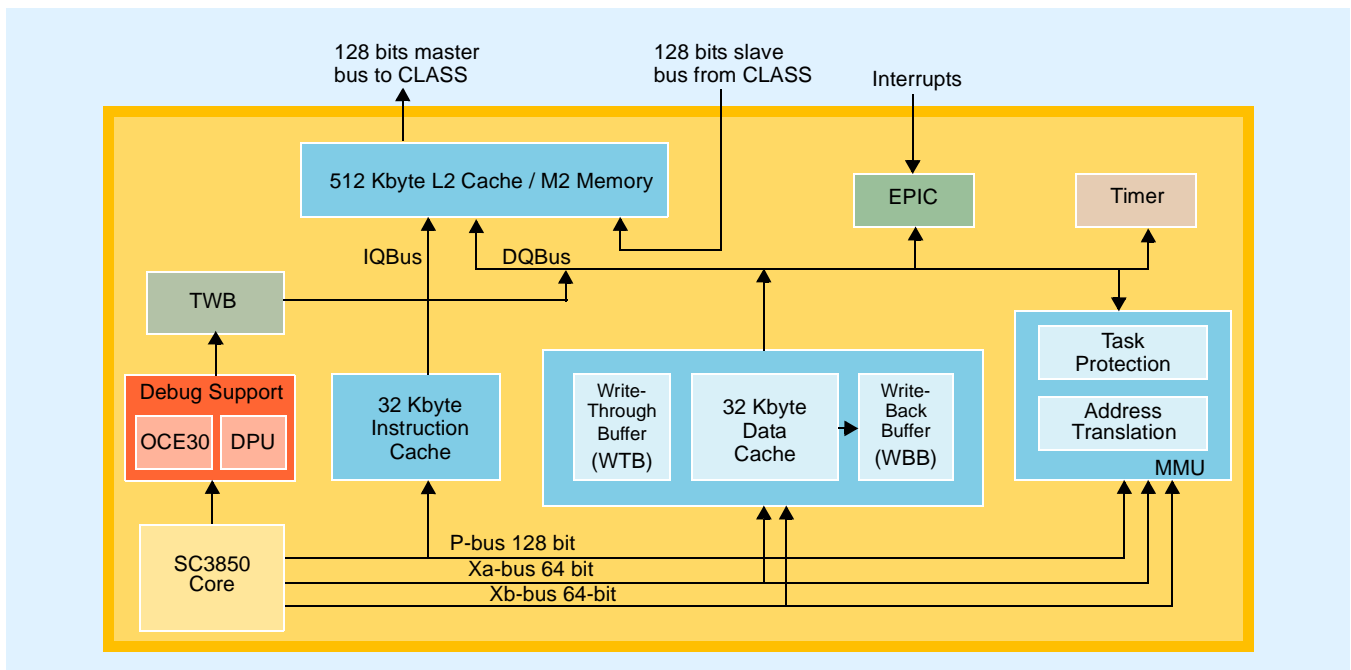 128 bits master
bus to CLASS
128 bits slave
bus from CLASS
Interrupts
512 Kbyte L2 Cache / M2 Memory
EPIC
Timer
IQBus
DQBus
TWB
Task
Protection
Debug Support
OCE30
DPU
32 Kbyte
Instruction
Cache
Write-
Through
Buffer
(WTB)
32 Kbyte
Data
Cache
Write-
Back
Buffer
(WBB)
Address
Translation
MMU
SC3850
Core
P-bus 128 bit
Xa-bus 64 bit
Xb-bus 64-bit